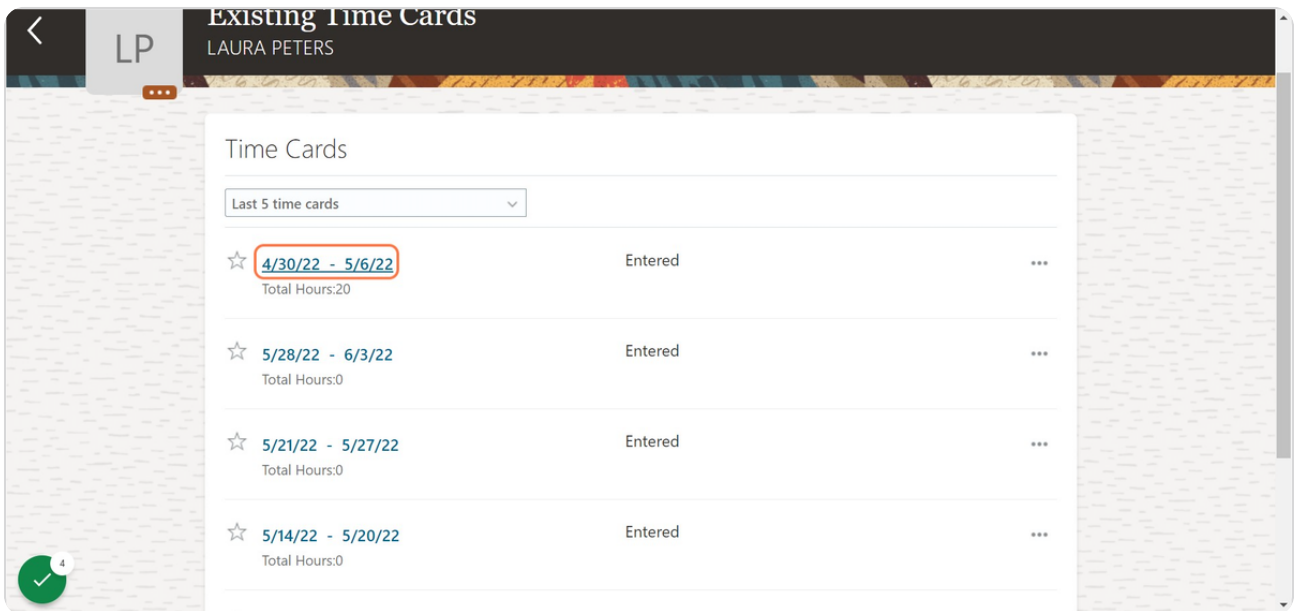 Existing Time Cards
LP
LAURA PETERS
Time Cards
Last 5 time cards
4/30/22 - 5/6/22
Entered
Total Hours:20
5/28/22 - 6/3/22
Entered
Total Hours:0
5/21/22 - 5/27/22
Entered
Total Hours:0
5/14/22 - 5/20/22
Entered
Total Hours:0
4